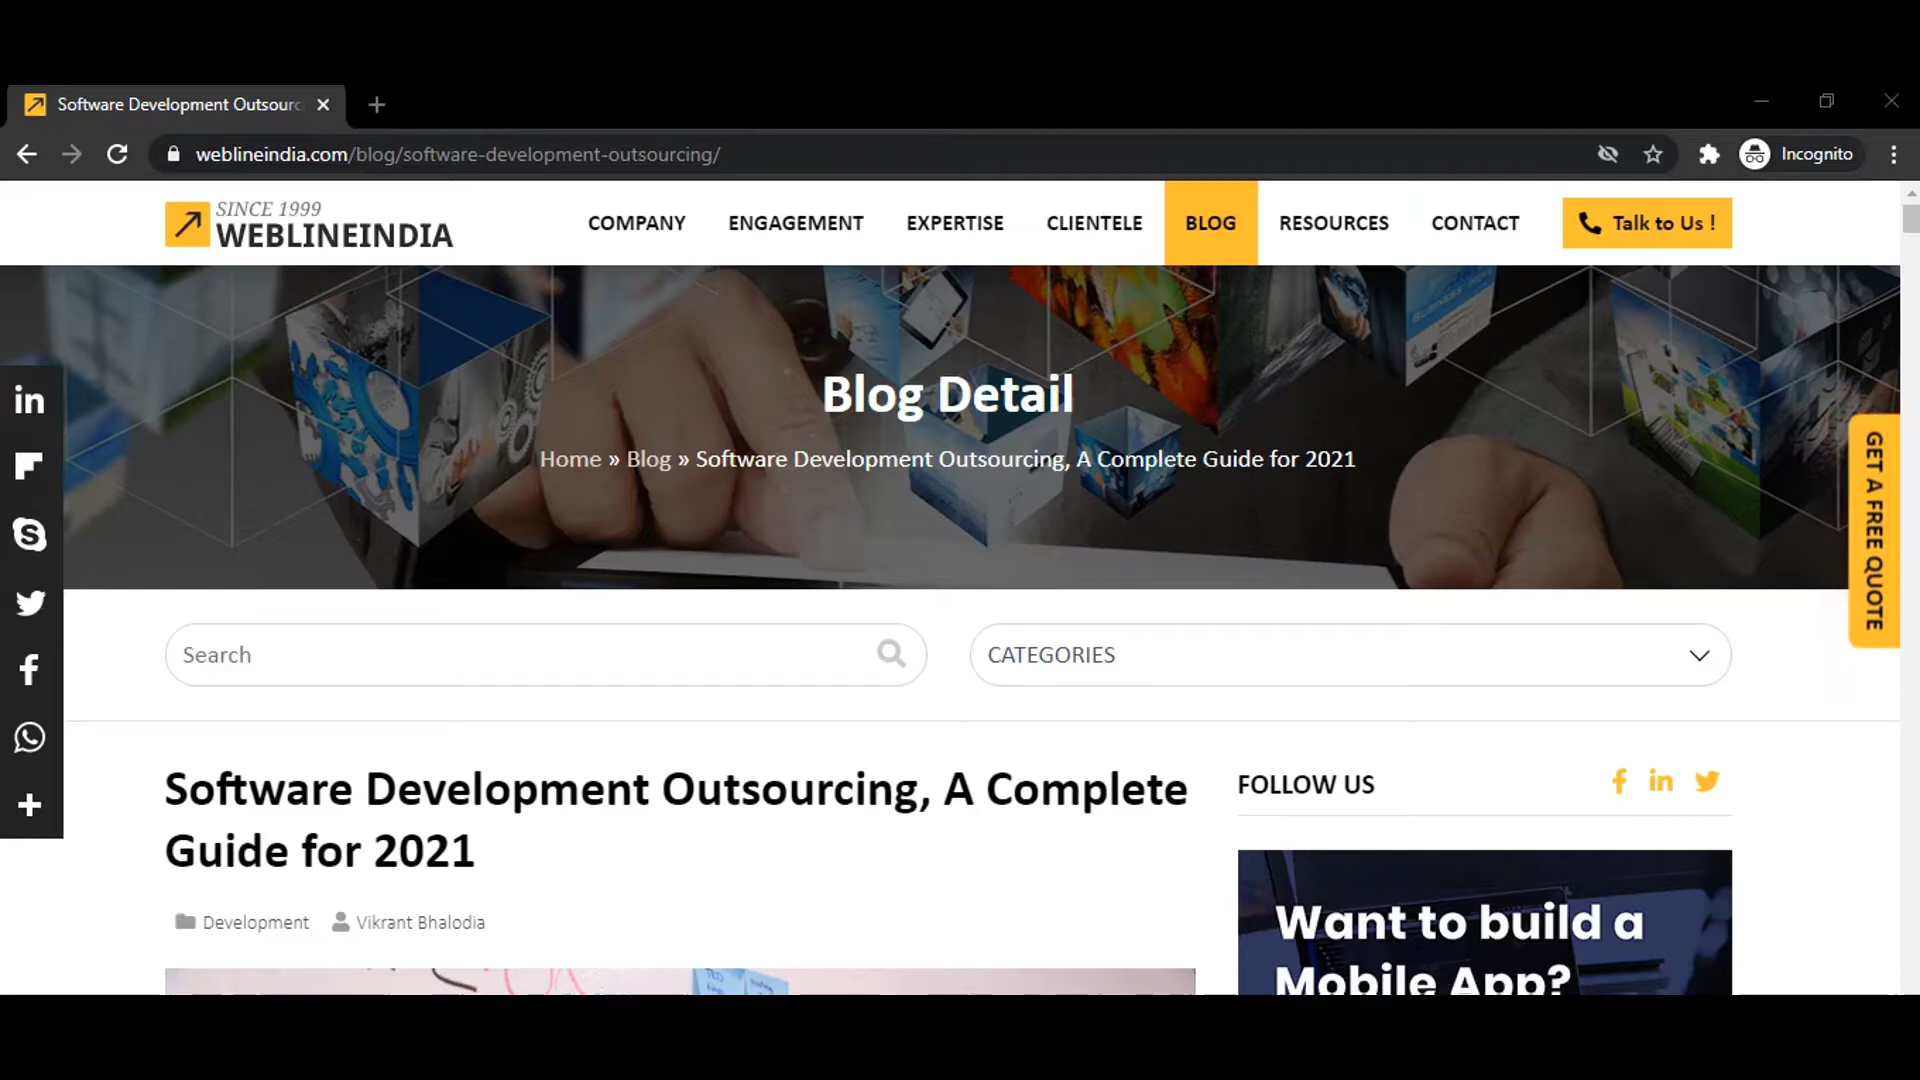 Software Development Outsourc
weblineindia.com/blog/software-development-outsourcing/
Incognito
SINCE 1999
WEBLINEINDIA
COMPANY
ENGAGEMENT
EXPERTISE
CLIENTELE
BLOG
RESOURCES
CONTACT
Talk to Us !
Blog Detail
Home » Blog » Software Development Outsourcing, A Complete Guide for 2021
GET A FREE QUOTE
Search
CATEGORIES
Software Development Outsourcing, A Complete
Guide for 2021
Development
Vikrant Bhalodia
FOLLOW US
Want to build a
Mobile App?